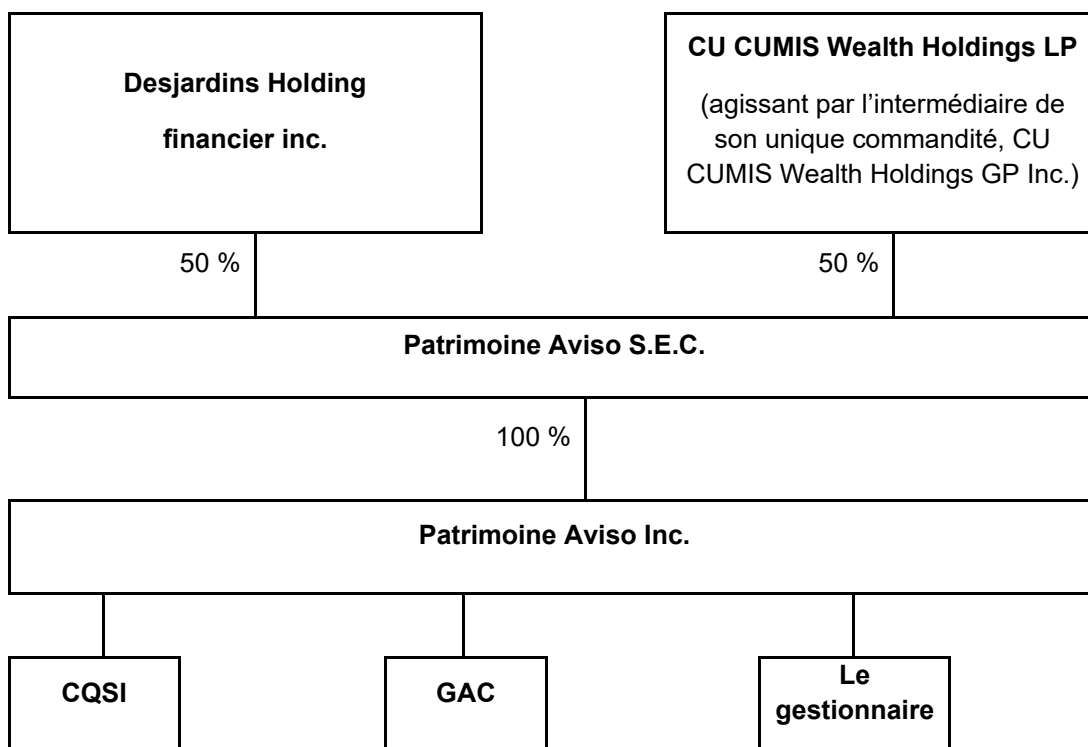 Desjardins Holding
financier inc.
CU CUMIS Wealth Holdings LP
(agissant par l’intermédiaire de
son unique commandité, CU
CUMIS Wealth Holdings GP Inc.)
50 %
50 %
Patrimoine Aviso S.E.C.
100 %
Patrimoine Aviso Inc.
CQSI
GAC
Le
gestionnaire